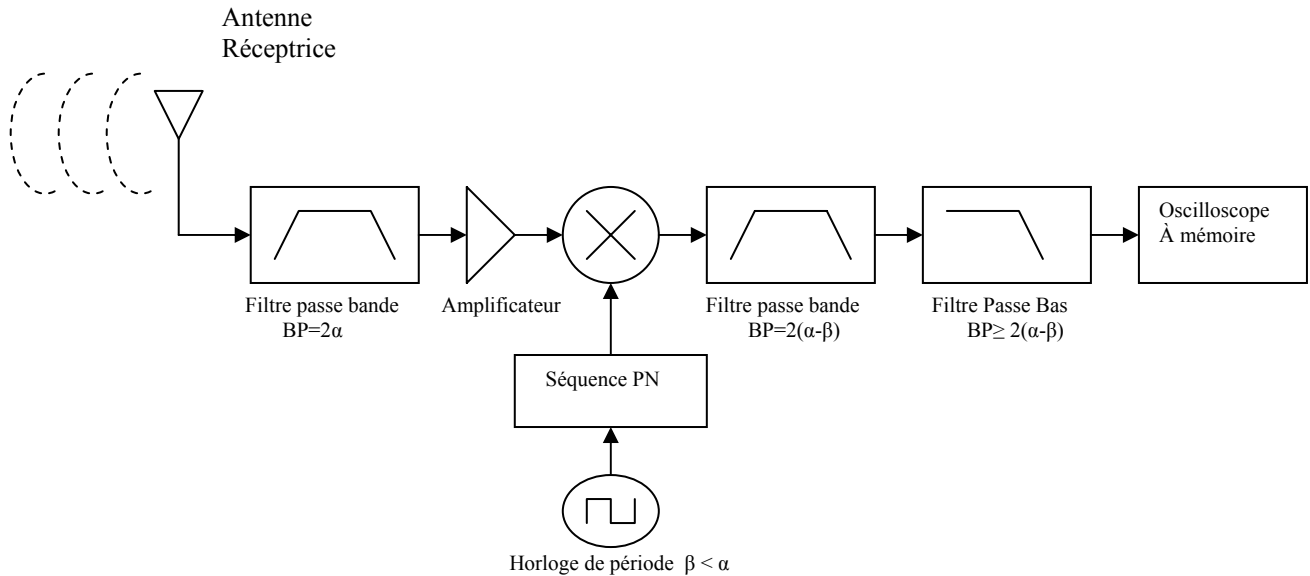 Antenne
Réceptrice
Oscilloscope
À mémoire
Filtre passe bande
BP=2α
Amplificateur
Filtre passe bande
BP=2(α-β)
Filtre Passe Bas
BP≥ 2(α-β)
Séquence PN
Horloge de période β < α